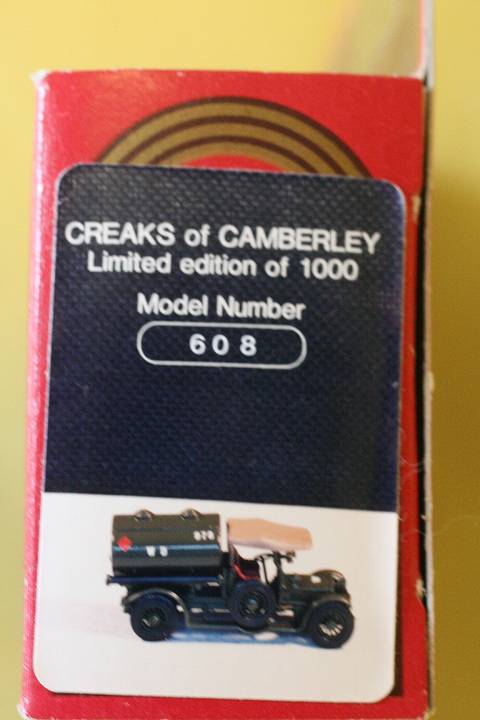 CREAKS of CAMBERLEY
Limited edition of 1000
Model Number
608